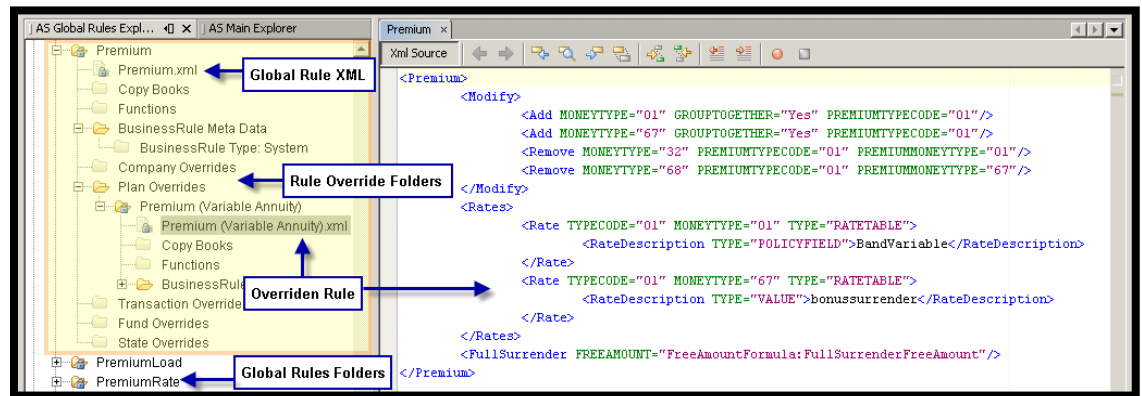 AS Global Rules Expl...
AS Main Explorer
Premium
Premium.xml
Copy Books
Functions
BusinessRule Meta Data
BusinessRule Type: System
Company Overrides
Plan Overrides
Premium (Variable Annuity)
Premium (Variable Annuity).xml
Copy Books
Functions
BusinessRule
Transaction Override
Fund Overrides
State Overrides
PremiumLoad
PremiumRate
Global Rule XML
Rule Override Folders
Overriden Rule
Global Rules Folders
Premium
Xml Source
<Premium>
<Modify>
<Add MONEYTYPE="01" GROUPTOGETHER="Yes" PREMIUMTYPECODE="01"/>
<Add MONEYTYPE="67" GROUPTOGETHER="Yes" PREMIUMTYPECODE="01"/>
<Remove MONEYTYPE="32" PREMIUMTYPECODE="01" PREMIUMMONEYTYPE="01"/>
<Remove MONEYTYPE="68" PREMIUMTYPECODE="01" PREMIUMMONEYTYPE="67"/>
</Modify>
<Rates>
<Rate TYPECODE="01" MONEYTYPE="01" TYPE="RATETABLE">
<RateDescription TYPE="POLICYFIELD">BandVariable</RateDescription>
</Rate>
<Rate TYPECODE="01" MONEYTYPE="67" TYPE="RATETABLE">
<RateDescription TYPE="VALUE">bonussurrender</RateDescription>
</Rate>
</Rates>
<FullSurrender FREEAMOUNT="FreeAmountFormula:FullSurrenderFreeAmount"/>
</Premium>